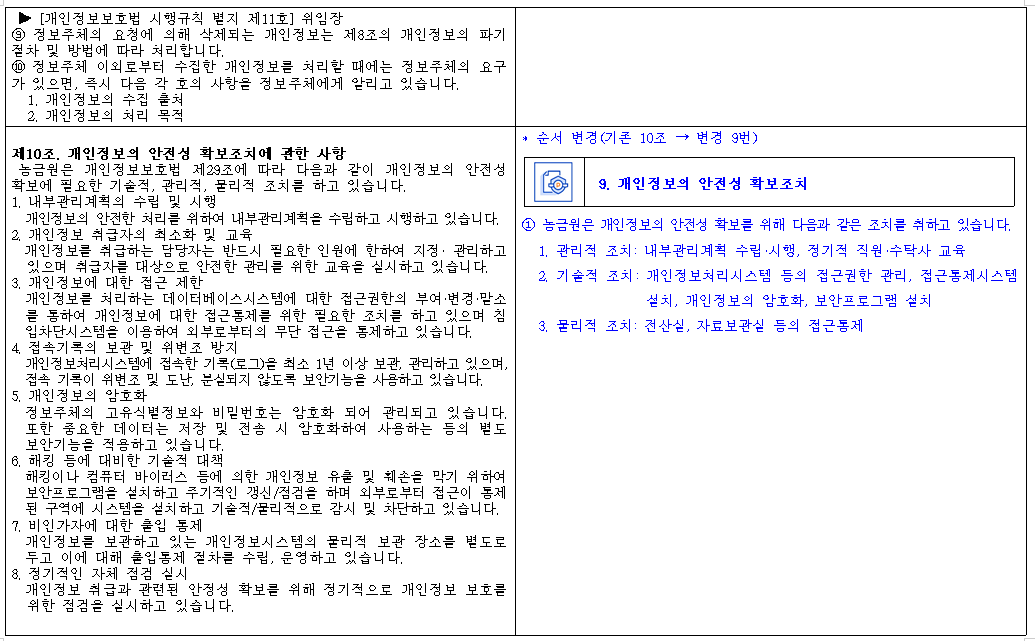 ▶ [개인정보보호법 시행규칙 별지 제11호] 위임장
⑨ 정보주체의 요청에 의해 삭제되는 개인정보는 제8조의 개인정보의 파기
절차 및 방법에 따라 처리합니다.
⑩ 정보주체 이외로부터 수집한 개인정보를 처리할 때에는 정보주체의 요구
가 있으면, 즉시 다음 각 호의 사항을 정보주체에게 알리고 있습니다.
1. 개인정보의 수집 출처
2. 개인정보의 처리 목적
제10조. 개인정보의 안전성 확보조치에 관한 사항
농금원은 개인정보보호법 제29조에 따라 다음과 같이 개인정보의 안전성
확보에 필요한 기술적, 관리적, 물리적 조치를 하고 있습니다.
1. 내부관리계획의 수립 및 시행
개인정보의 안전한 처리를 위하여 내부관리계획을 수립하고 시행하고 있습니다.
2. 개인정보 취급자의 최소화 및 교육
개인정보를 취급하는 담당자는 반드시 필요한 인원에 한하여 지정· 관리하고
있으며 취급자를 대상으로 안전한 관리를 위한 교육을 실시하고 있습니다.
3. 개인정보에 대한 접근 제한
개인정보를 처리하는 데이터베이스시스템에 대한 접근권한의 부여·변경·말소
를 통하여 개인정보에 대한 접근통제를 위한 필요한 조치를 하고 있으며 침
입차단시스템을 이용하여 외부로부터의 무단 접근을 통제하고 있습니다.
4. 접속기록의 보관 및 위변조 방지
개인정보처리시스템에 접속한 기록(로그)을 최소 1년 이상 보관, 관리하고 있으며,
접속 기록이 위변조 및 도난, 분실되지 않도록 보안기능을 사용하고 있습니다.
5. 개인정보의 암호화
정보주체의 고유식별정보와 비밀번호는 암호화 되어 관리되고 있습니다.
또한 중요한 데이터는 저장 및 전송 시 암호화하여 사용하는 등의 별도
보안기능을 적용하고 있습니다.
6. 해킹 등에 대비한 기술적 대책
해킹이나 컴퓨터 바이러스 등에 의한 개인정보 유출 및 훼손을 막기 위하여
보안프로그램을 설치하고 주기적인 갱신/점검을 하며 외부로부터 접근이 통제
된 구역에 시스템을 설치하고 기술적/물리적으로 감시 및 차단하고 있습니다.
7. 비인가자에 대한 출입 통제
개인정보를 보관하고 있는 개인정보시스템의 물리적 보관 장소를 별도로
두고 이에 대해 출입통제 절차를 수립, 운영하고 있습니다.
8. 정기적인 자체 점검 실시
개인정보 취급과 관련된 안정성 확보를 위해 정기적으로 개인정보 보호를
위한 점검을 실시하고 있습니다.
* 순서 변경(기존 10조 → 변경 9번)
9. 개인정보의 안전성 확보조치
① 농금원은 개인정보의 안전성 확보를 위해 다음과 같은 조치를 취하고 있습니다.
1. 관리적 조치: 내부관리계획 수립·시행, 정기적 직원·수탁사 교육
2. 기술적 조치: 개인정보처리시스템 등의 접근권한 관리, 접근통제시스템
설치, 개인정보의 암호화, 보안프로그램 설치
3. 물리적 조치: 전산실, 자료보관실 등의 접근통제